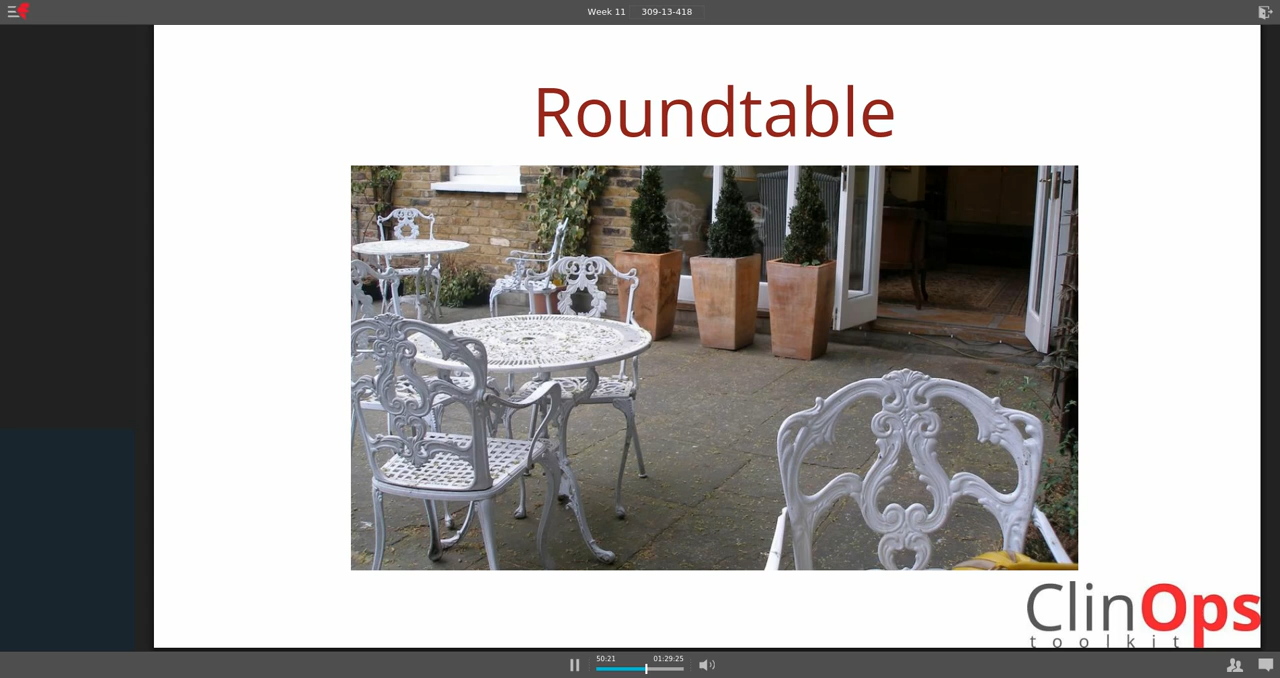 Week 11 309-13-418
Roundtable
ClinOps
toolkit
50:21 01:29:25